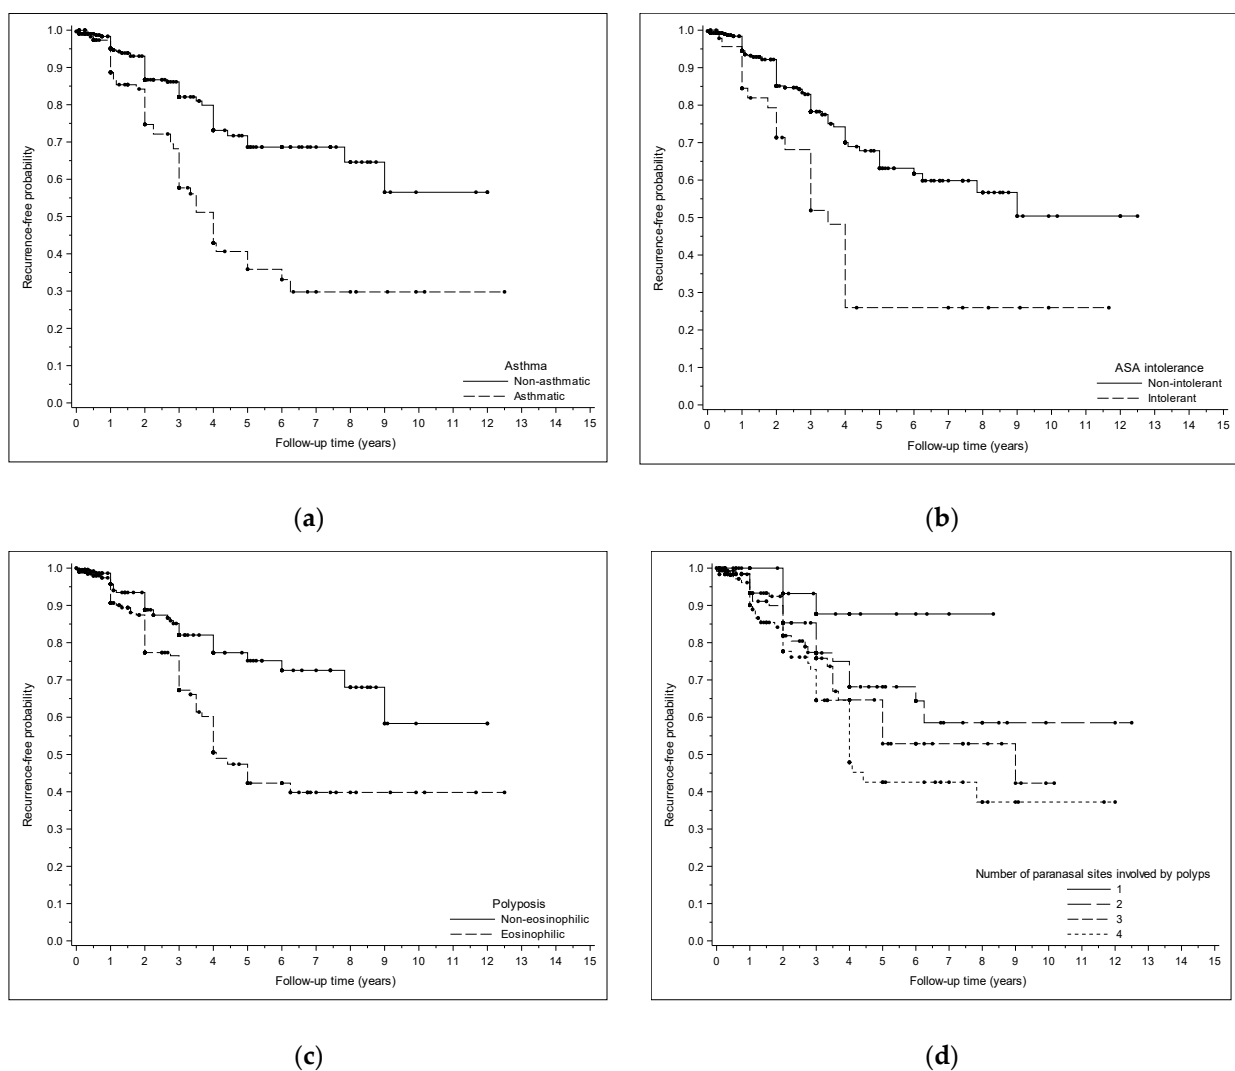 1.0
0.9
0.8
0.7
0.6
0.5
0.4
0.3
0.2
0.1
0.0
Recurrence-free probability
Asthma
Non-asthmatic
Asthmatic
0 1 2 3 4 5 6 7 8 9 10 11 12 13 14 15
Follow-up time (years)
(a)
1.0
0.9
0.8
0.7
0.6
0.5
0.4
0.3
0.2
0.1
0.0
Recurrence-free probability
ASA intolerance
Non-intolerant
Intolerant
0 1 2 3 4 5 6 7 8 9 10 11 12 13 14 15
Follow-up time (years)
(b)
1.0
0.9
0.8
0.7
0.6
0.5
0.4
0.3
0.2
0.1
0.0
Recurrence-free probability
Polyposis
Non-eosinophilic
Eosinophilic
0 1 2 3 4 5 6 7 8 9 10 11 12 13 14 15
Follow-up time (years)
(c)
1.0
0.9
0.8
0.7
0.6
0.5
0.4
0.3
0.2
0.1
0.0
Recurrence-free probability
Number of paranasal sites involved by polyps
1
2
3
4
0 1 2 3 4 5 6 7 8 9 10 11 12 13 14 15
Follow-up time (years)
(d)